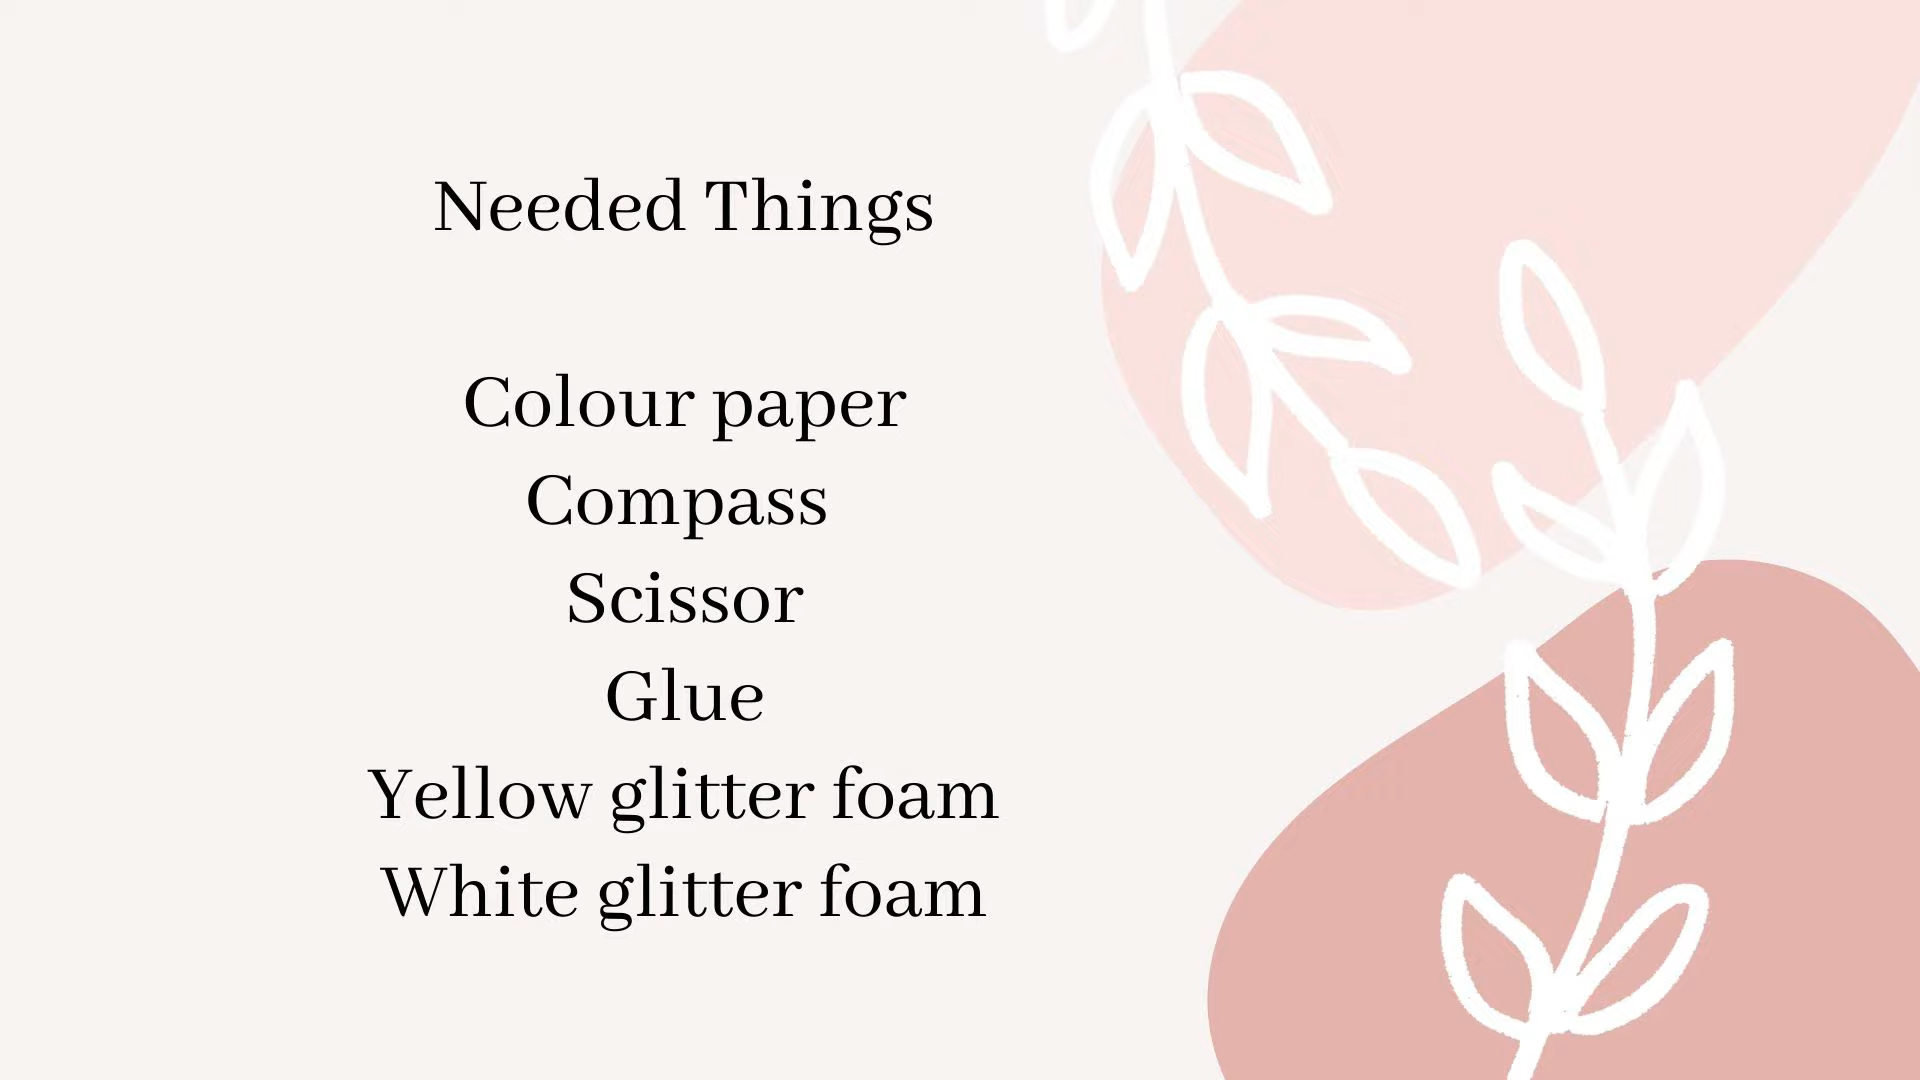 Needed Things
Colour paper
Compass
Scissor
Glue
Yellow glitter foam
White glitter foam